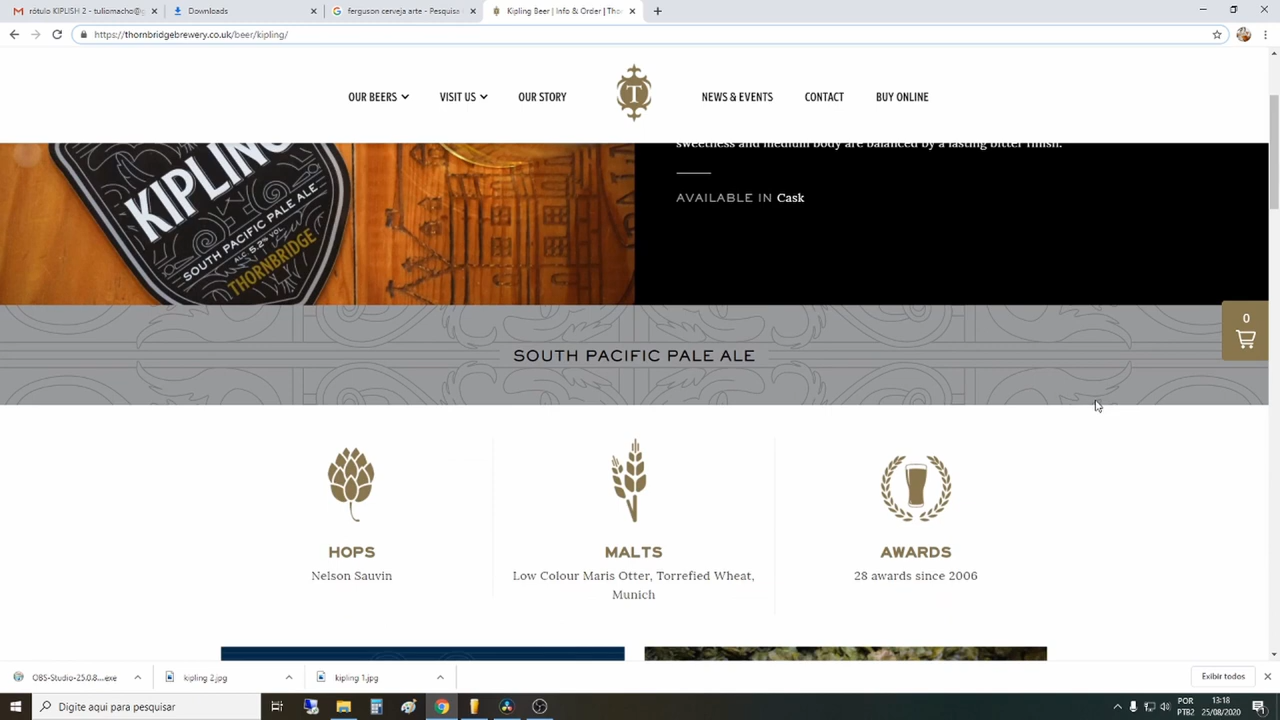 rótulo KIPLISH 2 - tuliomacho@g
Downloads
ferguson cerveja arte - Pesquisa
Kipling Beer | Info & Order | Tho
https://thornbridgebrewery.co.uk/beer/kipling/
OUR BEERS
VISIT US
OUR STORY
T
NEWS & EVENTS
CONTACT
BUY ONLINE
sweetness and medium body are balanced by a lasting bitter finish.
KIPLING
SOUTH PACIFIC PALE ALE
ALC 5.2% VOL
THORNBRIDGE
AVAILABLE IN Cask
0
SOUTH PACIFIC PALE ALE
HOPS
Nelson Sauvin
MALTS
Low Colour Maris Otter, Torrefied Wheat,
Munich
AWARDS
28 awards since 2006
OBS-Studio-25.0.8....exe
kipling 2.jpg
kipling 1.jpg
Exibir todos
Digite aqui para pesquisar
POR
PTB2
13:18
25/08/2020
1